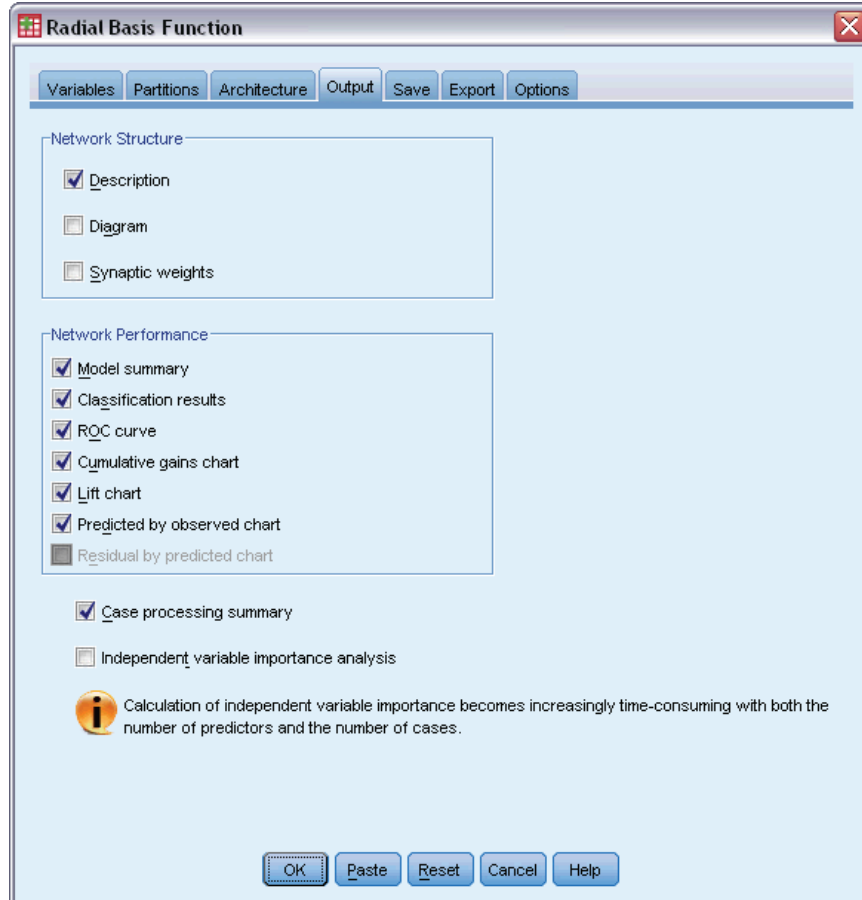 Radial Basis Function
Variables Partitions Architecture Output Save Export Options
Network Structure
Description
Diagram
Synaptic weights
Network Performance
Model summary
Classification results
ROC curve
Cumulative gains chart
Lift chart
Predicted by observed chart
Residual by predicted chart
Case processing summary
Independent variable importance analysis
Calculation of independent variable importance becomes increasingly time-consuming with both the
number of predictors and the number of cases.
OK Paste Reset Cancel Help